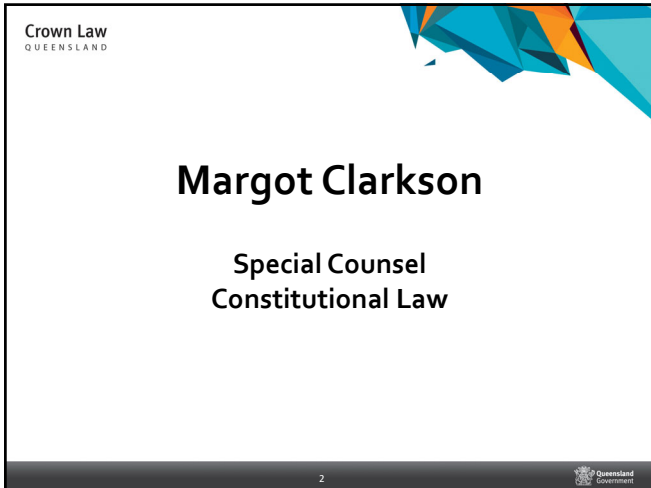 Crown Law
QUEENSLAND
Margot Clarkson
Special Counsel
Constitutional Law
2
Queensland
Government